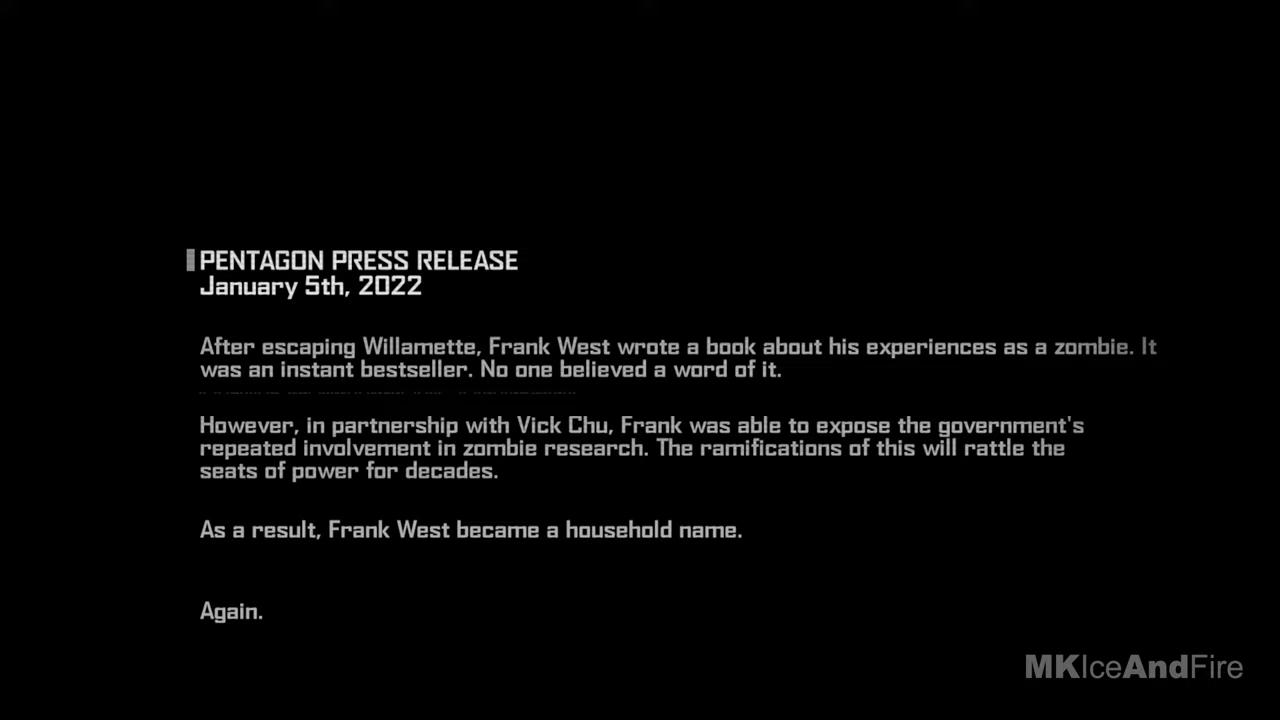 PENTAGON PRESS RELEASE
January 5th, 2022
After escaping Willamette, Frank West wrote a book about his experiences as a zombie. It
was an instant bestseller. No one believed a word of it.
However, in partnership with Vick Chu, Frank was able to expose the government's
repeated involvement in zombie research. The ramifications of this will rattle the
seats of power for decades.
As a result, Frank West became a household name.
Again.
MKIceAndFire